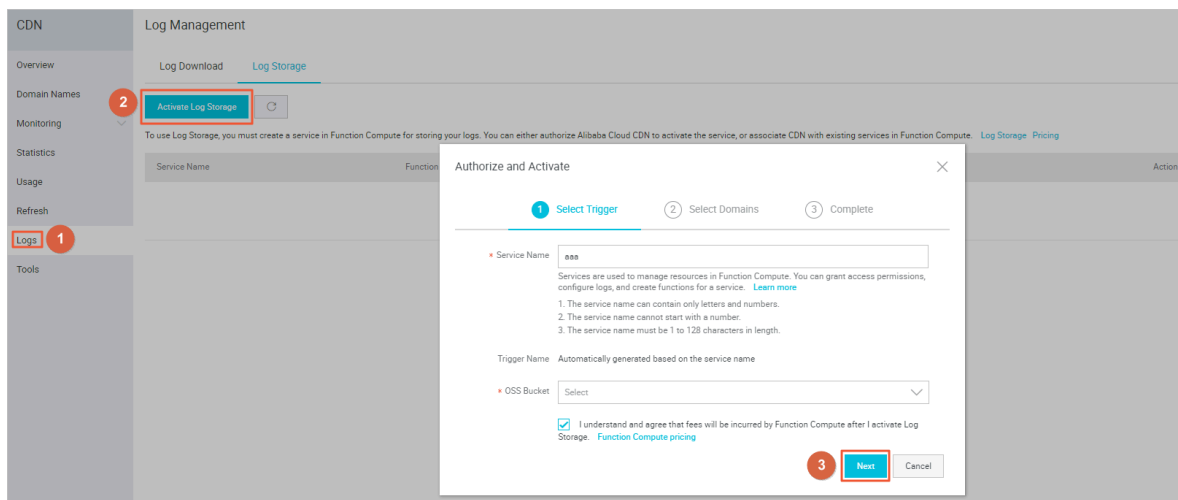 CDN
Overview
Domain Names
Monitoring
Statistics
Usage
Refresh
Logs 1
Tools
Log Management
Log Download Log Storage
2 Activate Log Storage
To use Log Storage, you must create a service in Function Compute for storing your logs. You can either authorize Alibaba Cloud CDN to activate the service, or associate CDN with existing services in Function Compute. Log Storage Pricing
Service Name Function Action
Authorize and Activate
1 Select Trigger 2 Select Domains 3 Complete
* Service Name aaa
Services are used to manage resources in Function Compute. You can grant access permissions,
configure logs, and create functions for a service. Learn more
1. The service name can contain only letters and numbers.
2. The service name cannot start with a number.
3. The service name must be 1 to 128 characters in length.
Trigger Name Automatically generated based on the service name
* OSS Bucket Select
I understand and agree that fees will be incurred by Function Compute after I activate Log
Storage. Function Compute pricing
3 Next Cancel